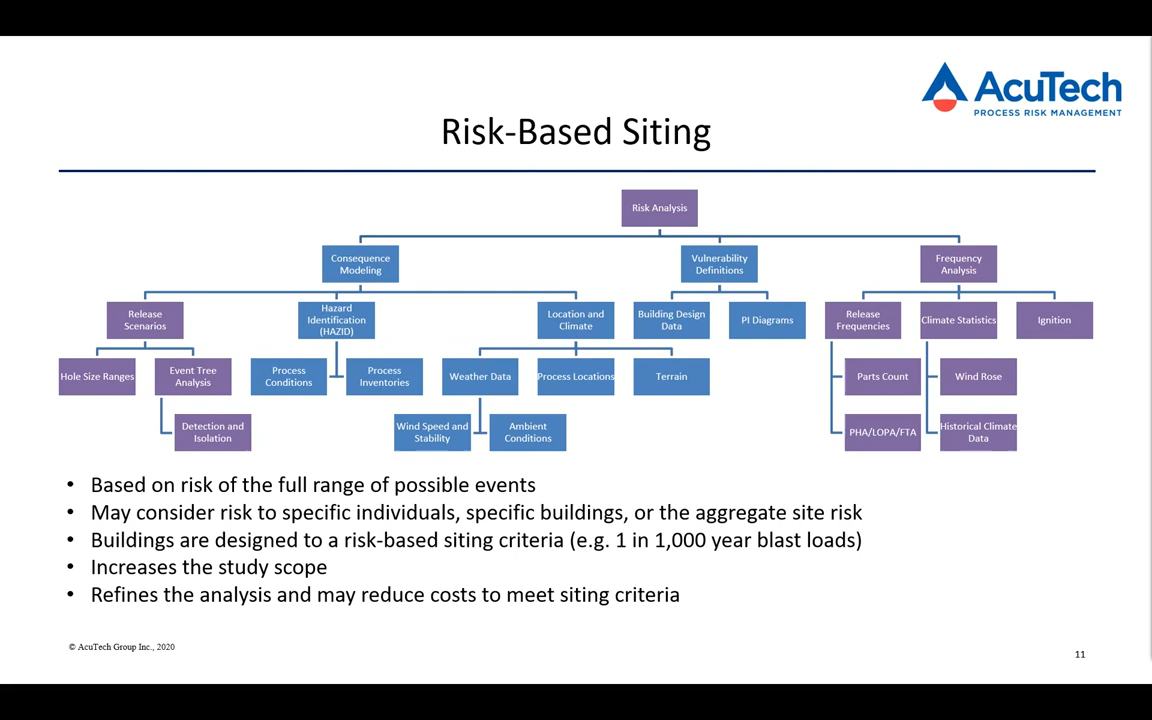 AcuTech
PROCESS RISK MANAGEMENT
Risk-Based Siting
Risk Analysis
Consequence
Modeling
Vulnerability
Definitions
Frequency
Analysis
Release
Scenarios
Hazard
Identification
(HAZID)
Location and
Climate
Building Design
Data
PI Diagrams
Release
Frequencies
Climate Statistics
Ignition
Hole Size Ranges
Event Tree
Analysis
Process
Conditions
Process
Inventories
Weather Data
Process Locations
Terrain
Parts Count
Wind Rose
Detection and
Isolation
Wind Speed and
Stability
Ambient
Conditions
PHA/LOPA/FTA
Historical Climate
Data
• Based on risk of the full range of possible events
• May consider risk to specific individuals, specific buildings, or the aggregate site risk
• Buildings are designed to a risk-based siting criteria (e.g. 1 in 1,000 year blast loads)
• Increases the study scope
• Refines the analysis and may reduce costs to meet siting criteria
© AcuTech Group Inc., 2020
11